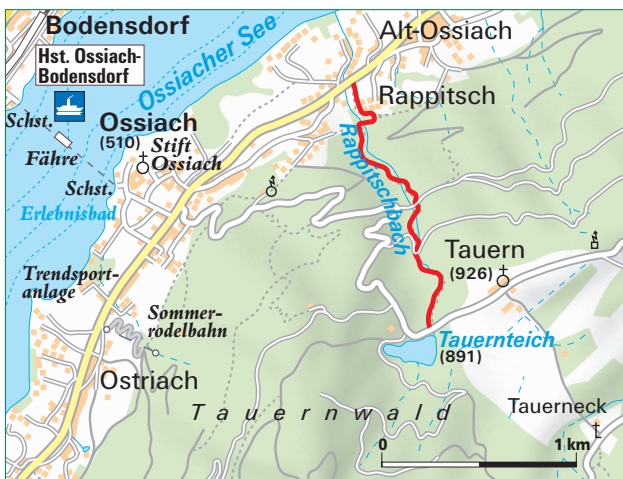 Bodensdorf
Hst. Ossiach-
Bodensdorf
Ossiacher See
Alt-Ossiach
Rappitsch
Schst.
Ossiach
(510)
Stift
Ossiach
Fähre
Schst.
Erlebnisbad
Rappitschbach
Tauern
(926)
Trendsport-
anlage
Sommer-
rodelbahn
Tauernteich
(891)
Ostriach
Tauernwald
Tauerneck
0
1 km